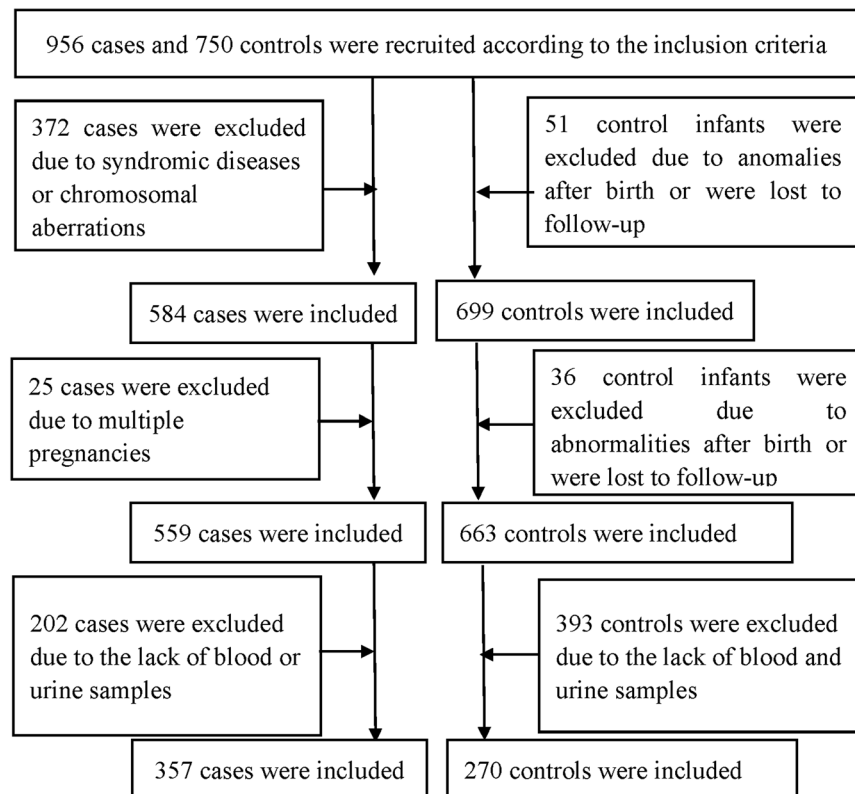 956 cases and 750 controls were recruited according to the inclusion criteria
372 cases were excluded
due to syndromic diseases
or chromosomal
aberrations
51 control infants were
excluded due to anomalies
after birth or were lost to
follow-up
584 cases were included
699 controls were included
25 cases were excluded
due to multiple
pregnancies
36 control infants were
excluded due to
abnormalities after birth or
were lost to follow-up
559 cases were included
663 controls were included
202 cases were excluded
due to the lack of blood or
urine samples
393 controls were excluded
due to the lack of blood and
urine samples
357 cases were included
270 controls were included